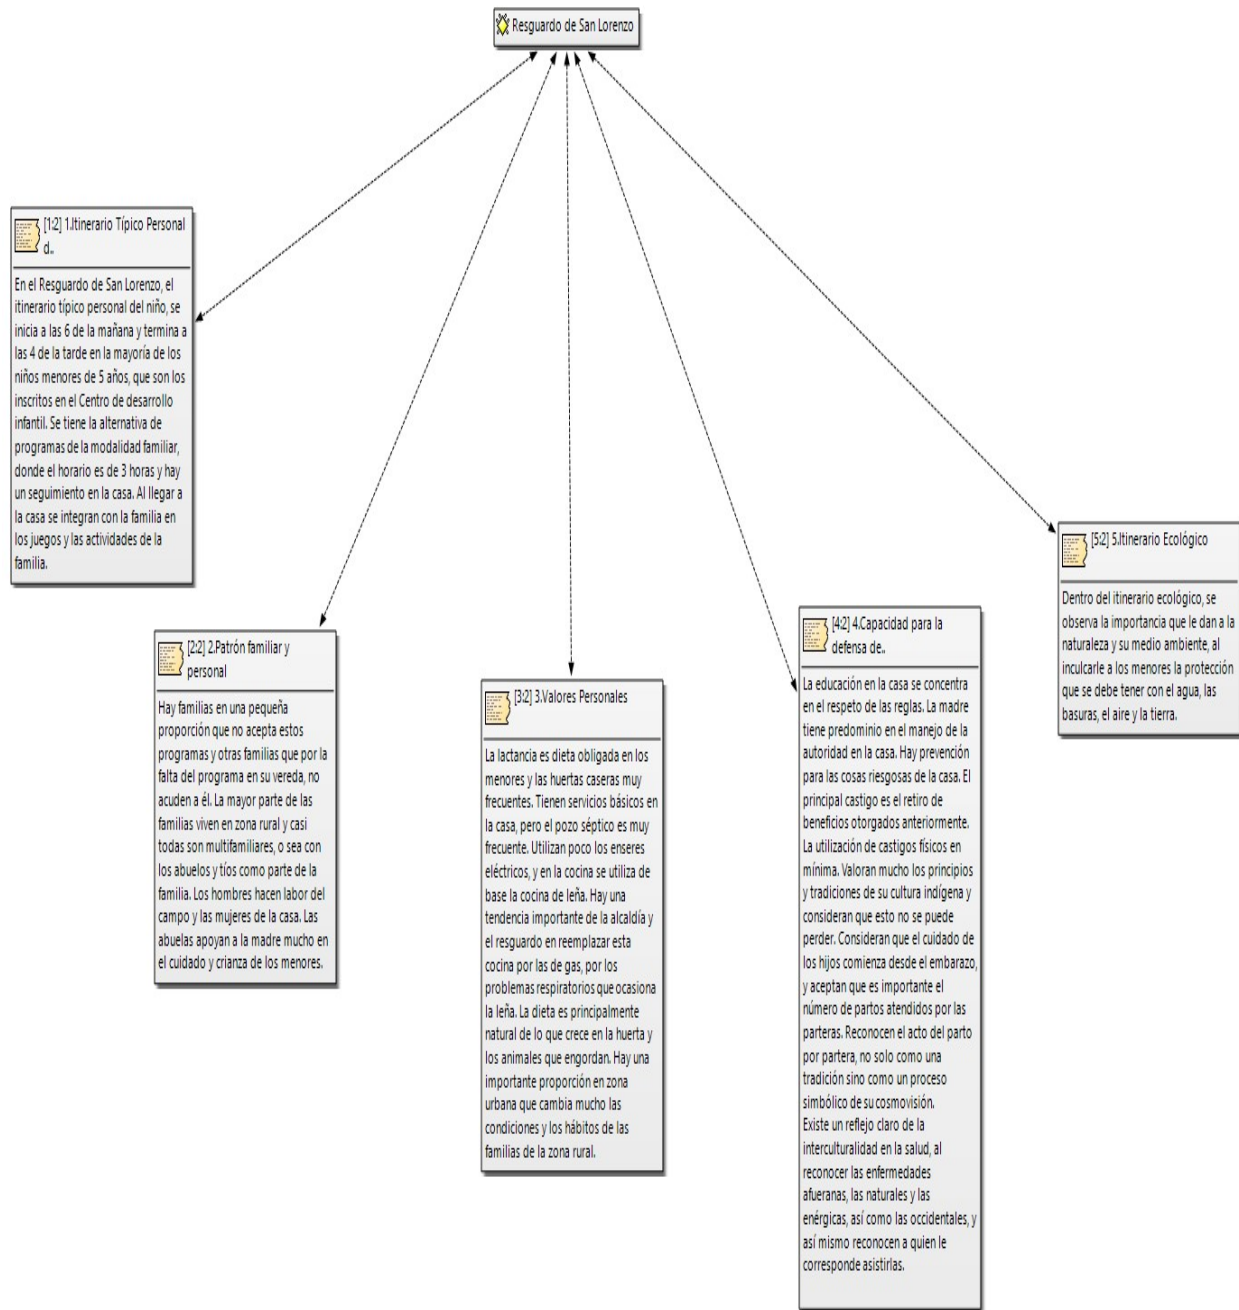 Resguardo de San Lorenzo
[1:2] 1.Itinerario Típico Personal
d..
En el Resguardo de San Lorenzo, el
itinerario típico personal del niño, se
inicia a las 6 de la mañana y termina a
las 4 de la tarde en la mayoría de los
niños menores de 5 años, que son los
inscritos en el Centro de desarrollo
infantil. Se tiene la alternativa de
programas de la modalidad familiar,
donde el horario es de 3 horas y hay
un seguimiento en la casa. Al llegar a
la casa se integran con la familia en
los juegos y las actividades de la
familia.
[2:2] 2.Patrón familiar y
personal
Hay familias en una pequeña
proporción que no acepta estos
programas y otras familias que por la
falta del programa en su vereda, no
acuden a él. La mayor parte de las
familias viven en zona rural y casi
todas son multifamiliares, o sea con
los abuelos y tíos como parte de la
familia. Los hombres hacen labor del
campo y las mujeres de la casa. Las
abuelas apoyan a la madre mucho en
el cuidado y crianza de los menores.
[3:2] 3.Valores Personales
La lactancia es dieta obligada en los
menores y las huertas caseras muy
frecuentes. Tienen servicios básicos en
la casa, pero el pozo séptico es muy
frecuente. Utilizan poco los enseres
eléctricos, y en la cocina se utiliza de
base la cocina de leña. Hay una
tendencia importante de la alcaldía y
el resguardo en reemplazar esta
cocina por las de gas, por los
problemas respiratorios que ocasiona
la leña. La dieta es principalmente
natural de lo que crece en la huerta y
los animales que engordan. Hay una
importante proporción en zona
urbana que cambia mucho las
condiciones y los hábitos de las
familias de la zona rural.
[4:2] 4.Capacidad para la
defensa de..
La educación en la casa se concentra
en el respeto de las reglas. La madre
tiene predominio en el manejo de la
autoridad en la casa. Hay prevención
para las cosas riesgosas de la casa. El
principal castigo es el retiro de
beneficios otorgados anteriormente.
La utilización de castigos físicos en
mínima. Valoran mucho los principios
y tradiciones de su cultura indígena y
consideran que esto no se puede
perder. Consideran que el cuidado de
los hijos comienza desde el embarazo,
y aceptan que es importante el
número de partos atendidos por las
parteras. Reconocen el acto del parto
por partera, no solo como una
tradición sino como un proceso
simbólico de su cosmovisión.
Existe un reflejo claro de la
interculturalidad en la salud, al
reconocer las enfermedades
afueranas, las naturales y las
enérgicas, así como las occidentales, y
así mismo reconocen a quien le
corresponde asistirlas.
[5:2] 5.Itinerario Ecológico
Dentro del itinerario ecológico, se
observa la importancia que le dan a la
naturaleza y su medio ambiente, al
inculcarle a los menores la protección
que se debe tener con el agua, las
basuras, el aire y la tierra.